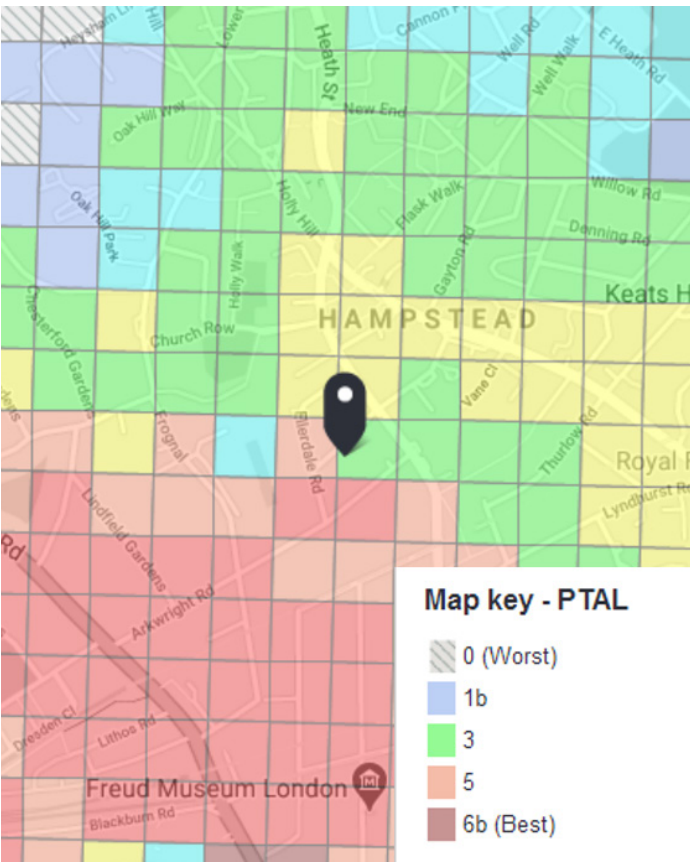 Heysham L
Hill
Lower
Heath St
Cannon P
Well Rd
Well Walk
E Heath Rd
Oak Hill Way
New End
Willow Rd
Oak Hill Park
Holly Walk
Holly Hill
Flask Walk
Gayton Rd
Denning Rd
Keats H
HAMPSTEAD
Chesterford Gardens
Church Row
Vane Cl
dens
Frognal
Ellerdale Rd
Thurlow Rd
Royal F
Lyndhurst Rd
Lindfield Gardens
Rd
Arkwright Rd
Map key - PTAL
0 (Worst)
1b
3
5
6b (Best)
Dresden Cl
Lithos Rd
Freud Museum London
Blackburn Rd